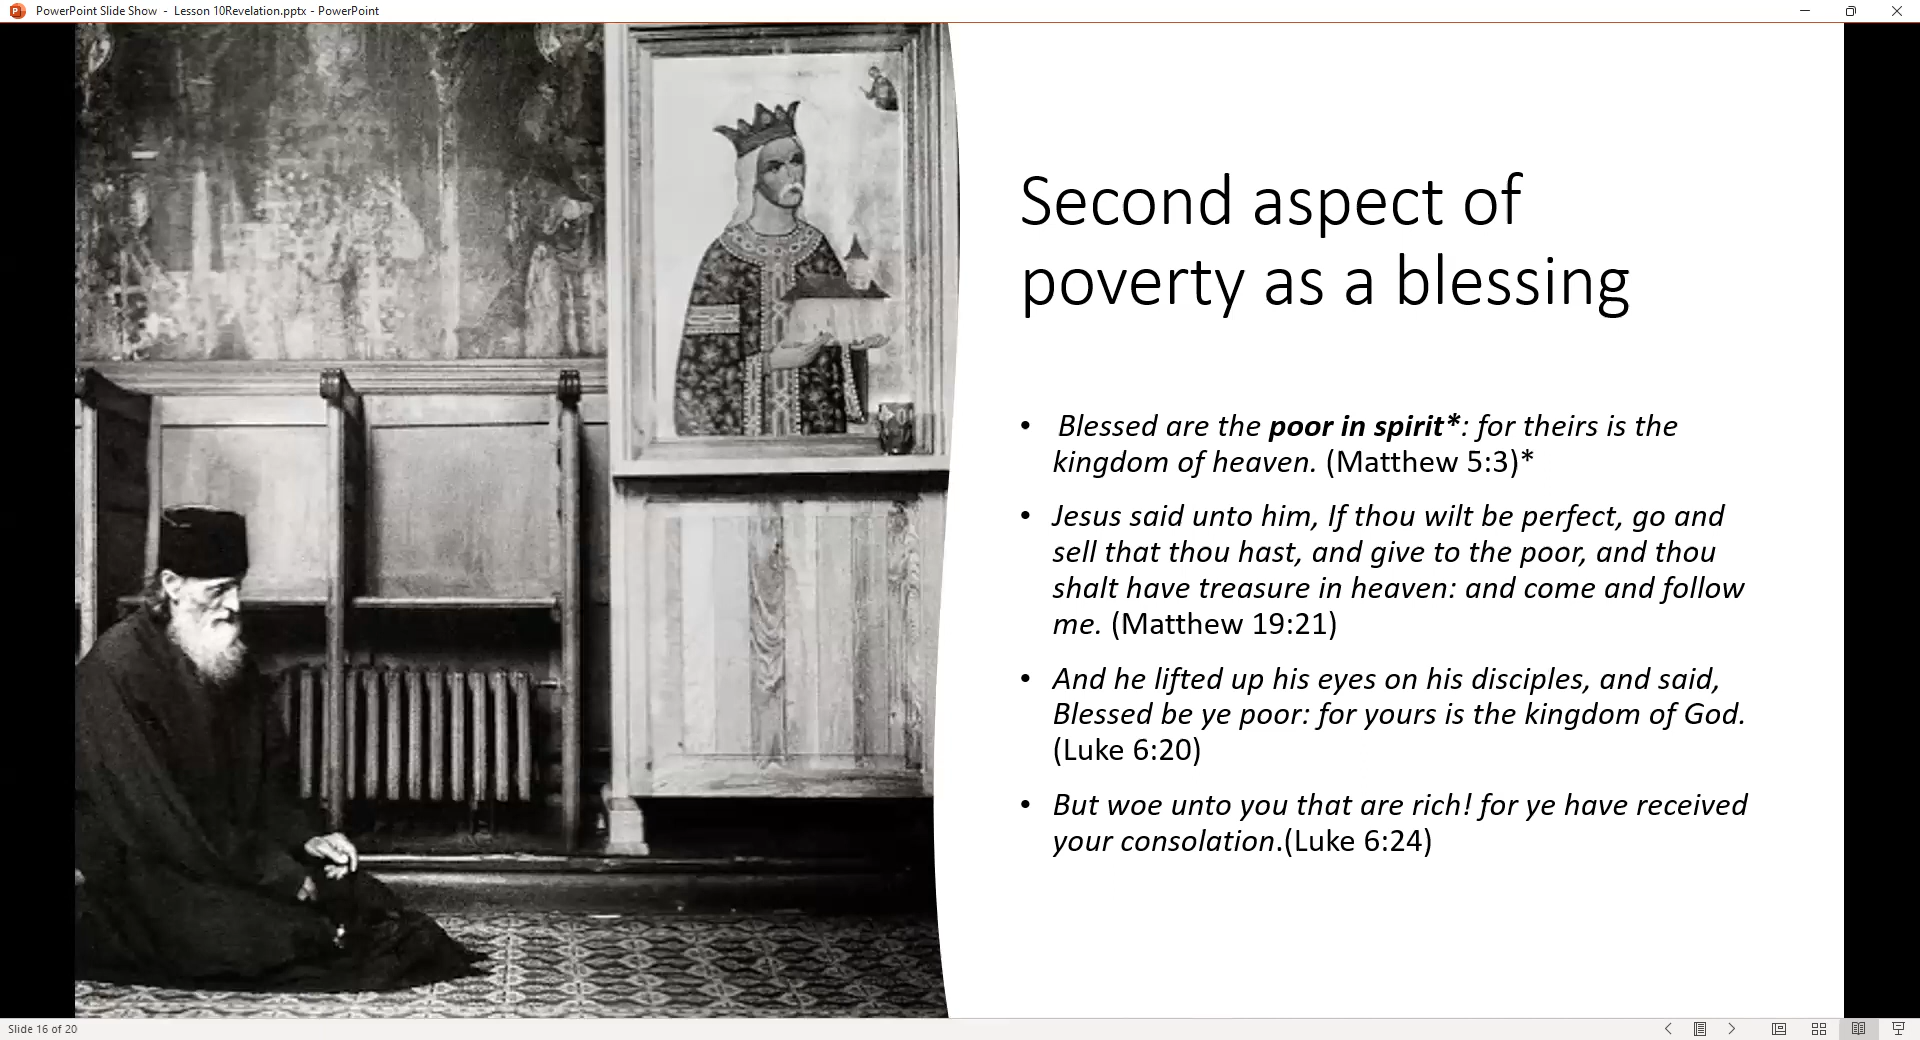 PowerPoint Slide Show - Lesson 10Revelation.pptx - PowerPoint
Second aspect of
poverty as a blessing
• Blessed are the poor in spirit*: for theirs is the
kingdom of heaven. (Matthew 5:3)*
• Jesus said unto him, If thou wilt be perfect, go and
sell that thou hast, and give to the poor, and thou
shalt have treasure in heaven: and come and follow
me. (Matthew 19:21)
• And he lifted up his eyes on his disciples, and said,
Blessed be ye poor: for yours is the kingdom of God.
(Luke 6:20)
• But woe unto you that are rich! for ye have received
your consolation.(Luke 6:24)
Slide 16 of 20